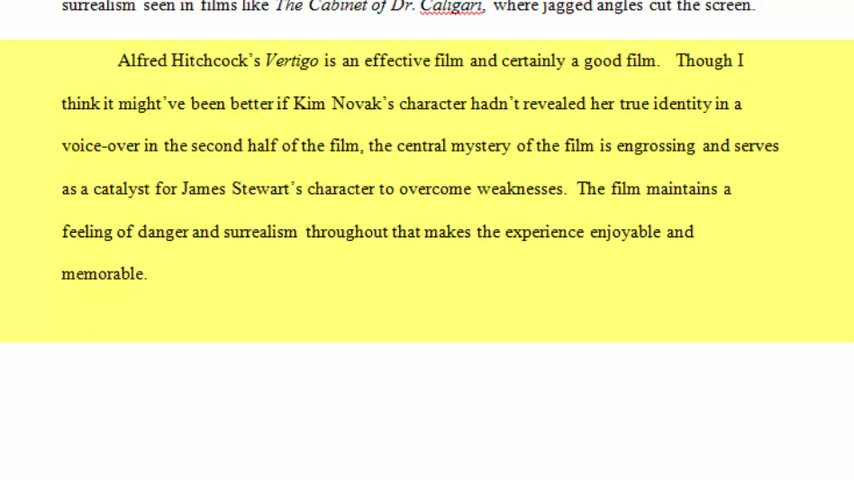 surrealism seen in films like The Cabinet of Dr. Caligari, where jagged angles cut the screen.
Alfred Hitchcock's Vertigo is an effective film and certainly a good film. Though I
think it might've been better if Kim Novak's character hadn't revealed her true identity in a
voice-over in the second half of the film, the central mystery of the film is engrossing and serves
as a catalyst for James Stewart's character to overcome weaknesses. The film maintains a
feeling of danger and surrealism throughout that makes the experience enjoyable and
memorable.